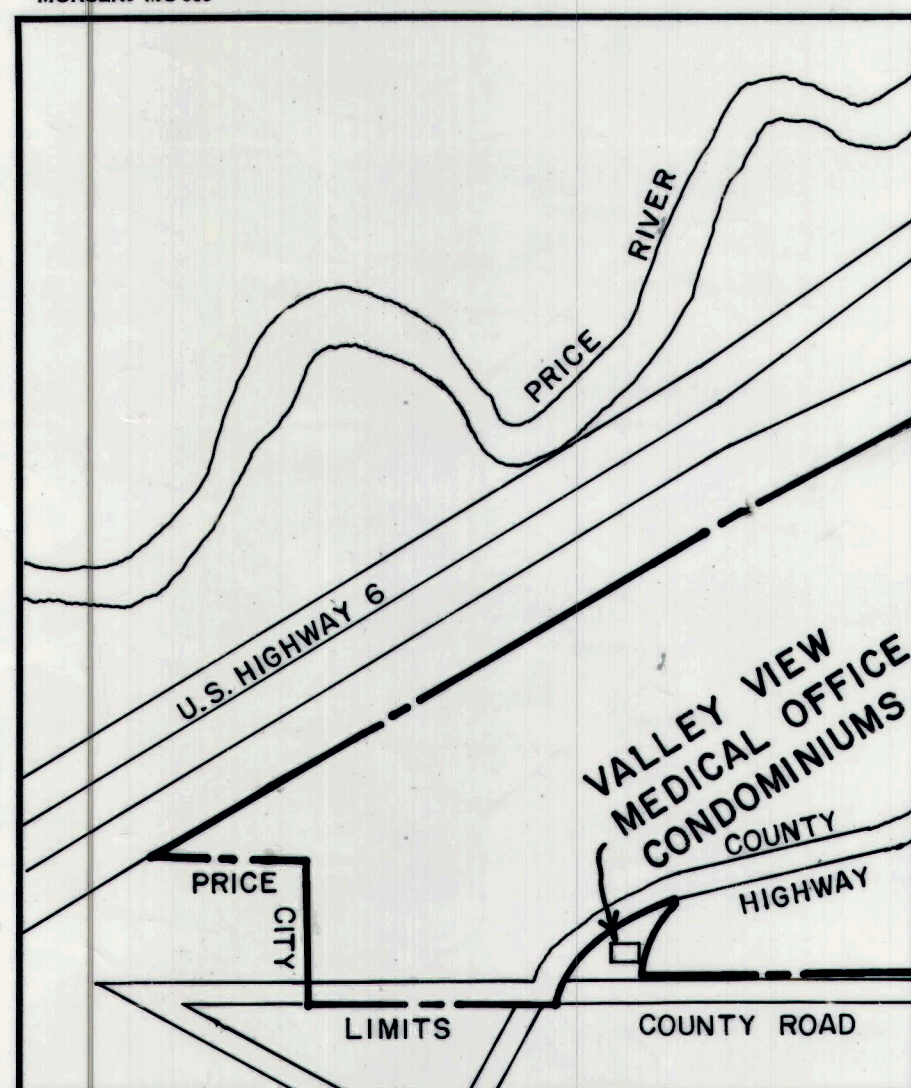 RIVER
PRICE
U.S. HIGHWAY 6
VALLEY VIEW
MEDICAL OFFICE
CONDOMINIUMS
COUNTY
HIGHWAY
PRICE
CITY
LIMITS
COUNTY ROAD